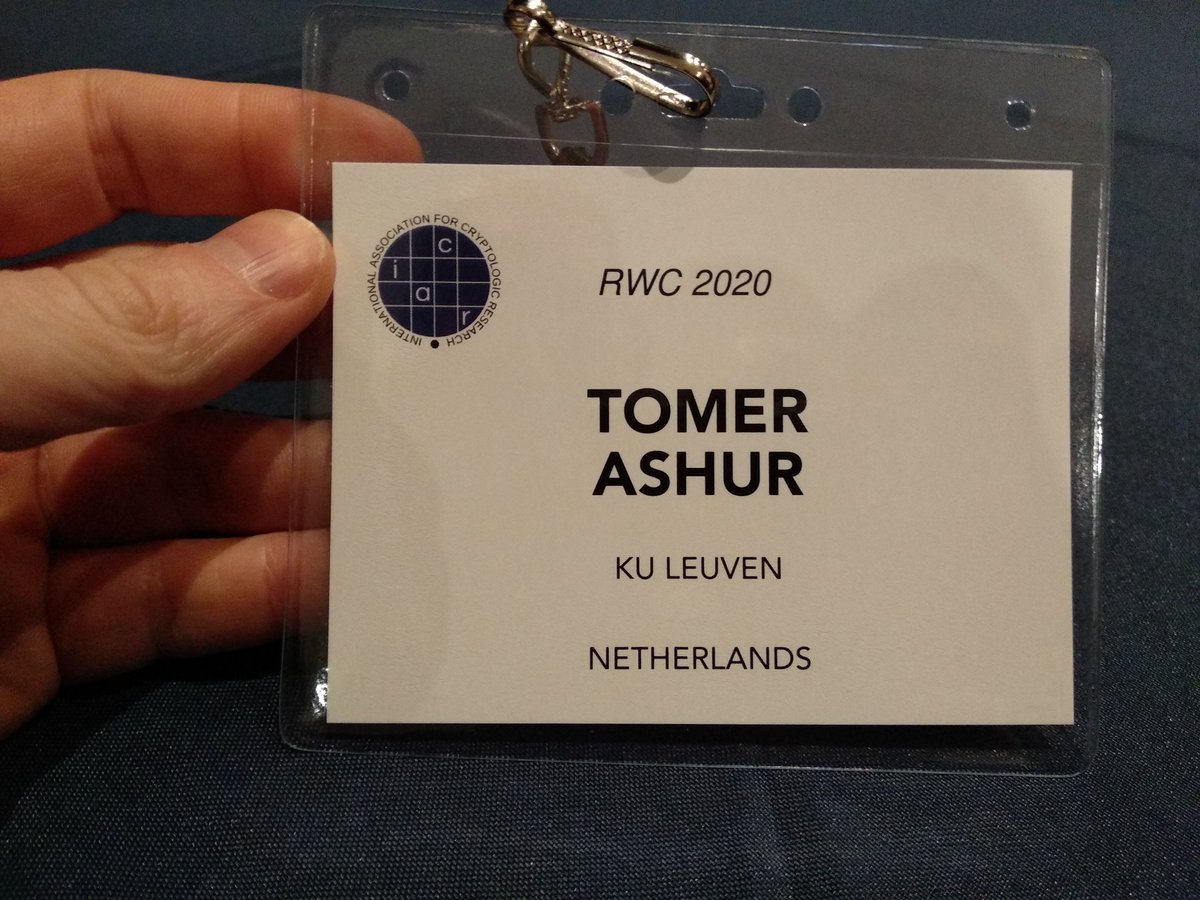 INTERNATIONAL ASSOCIATION FOR CRYPTOLOGIC RESEARCH
c
i
a
r
RWC 2020
TOMER
ASHUR
KU LEUVEN
NETHERLANDS